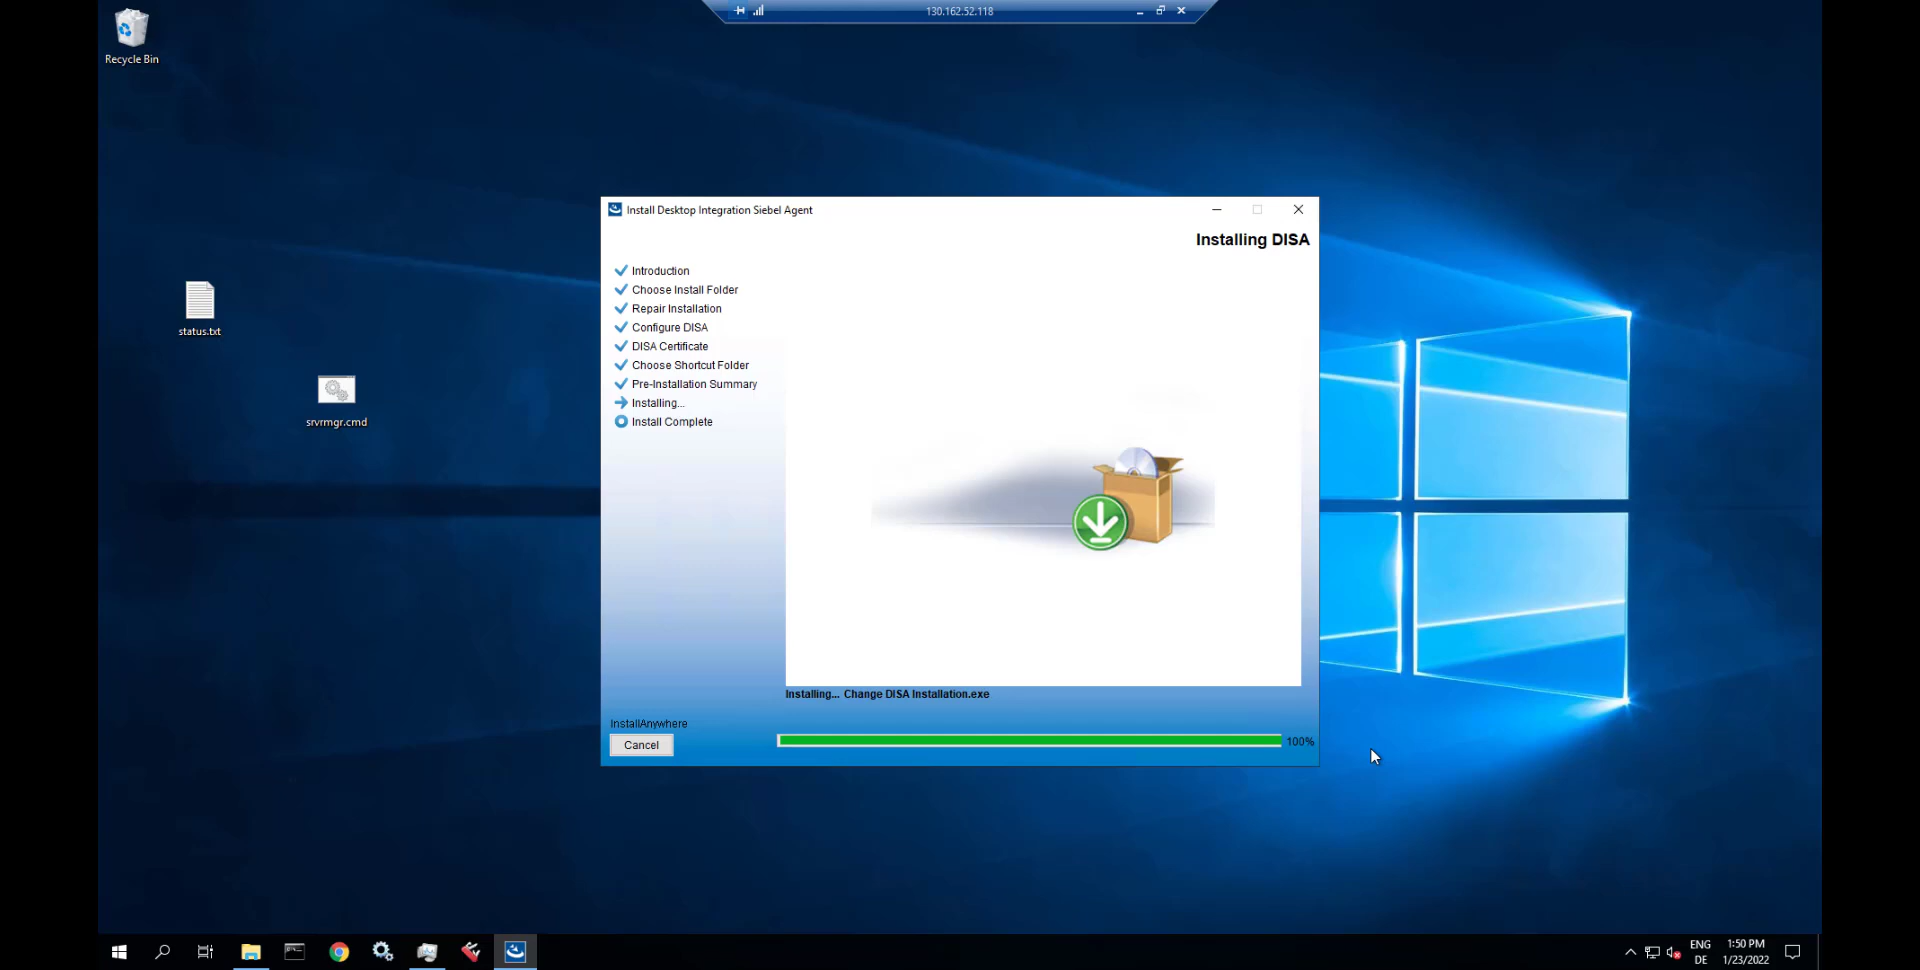 130.162.52.118
Recycle Bin
Install Desktop Integration Siebel Agent
Installing DISA
Introduction
Choose Install Folder
Repair Installation
Configure DISA
DISA Certificate
Choose Shortcut Folder
Pre-Installation Summary
Installing...
Install Complete
status.txt
srvrmgr.cmd
Installing... Change DISA Installation.exe
InstallAnywhere
Cancel
100%
ENG
DE
1:50 PM
1/23/2022